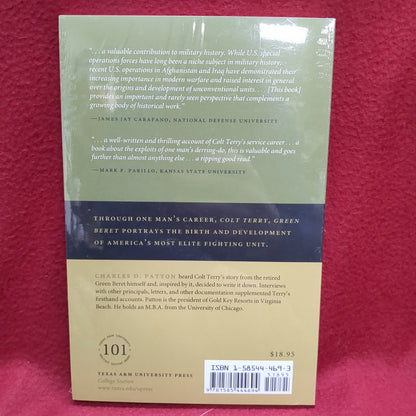 ". . . a valuable contribution to military history. While U.S. special
operations forces have long been a niche subject in military history,
recent U.S. operations in Afghanistan and Iraq have demonstrated their
increasing importance in modern warfare and raised interest in general
over the origins and development of unconventional units. . . . [This book]
provides an important and rarely seen perspective that complements a
growing body of historical work."
—JAMES JAY CARAFANO, NATIONAL DEFENSE UNIVERSITY
". . . a well-written and thrilling account of Colt Terry's service career . . . a
book about the exploits of one man's derring-do, this is valuable and goes
further than almost anything else . . . a ripping good read."
—MARK P. PARILLO, KANSAS STATE UNIVERSITY
THROUGH ONE MAN'S CAREER, COLT TERRY, GREEN
BERET PORTRAYS THE BIRTH AND DEVELOPMENT
OF AMERICA'S MOST ELITE FIGHTING UNIT.
CHARLES D. PATTON heard Colt Terry's story from the retired
Green Beret himself and, inspired by it, decided to write it down. Interviews
with other principals, letters, and other documentation supplemented Terry's
firsthand accounts. Patton is the president of Gold Key Resorts in Virginia
Beach. He holds an M.B.A. from the University of Chicago.
$18.95
101
ISBN 1-58544-469-3
51895
9 781585 444694
TEXAS A&M UNIVERSITY PRESS
College Station
www.tamu.edu/upress